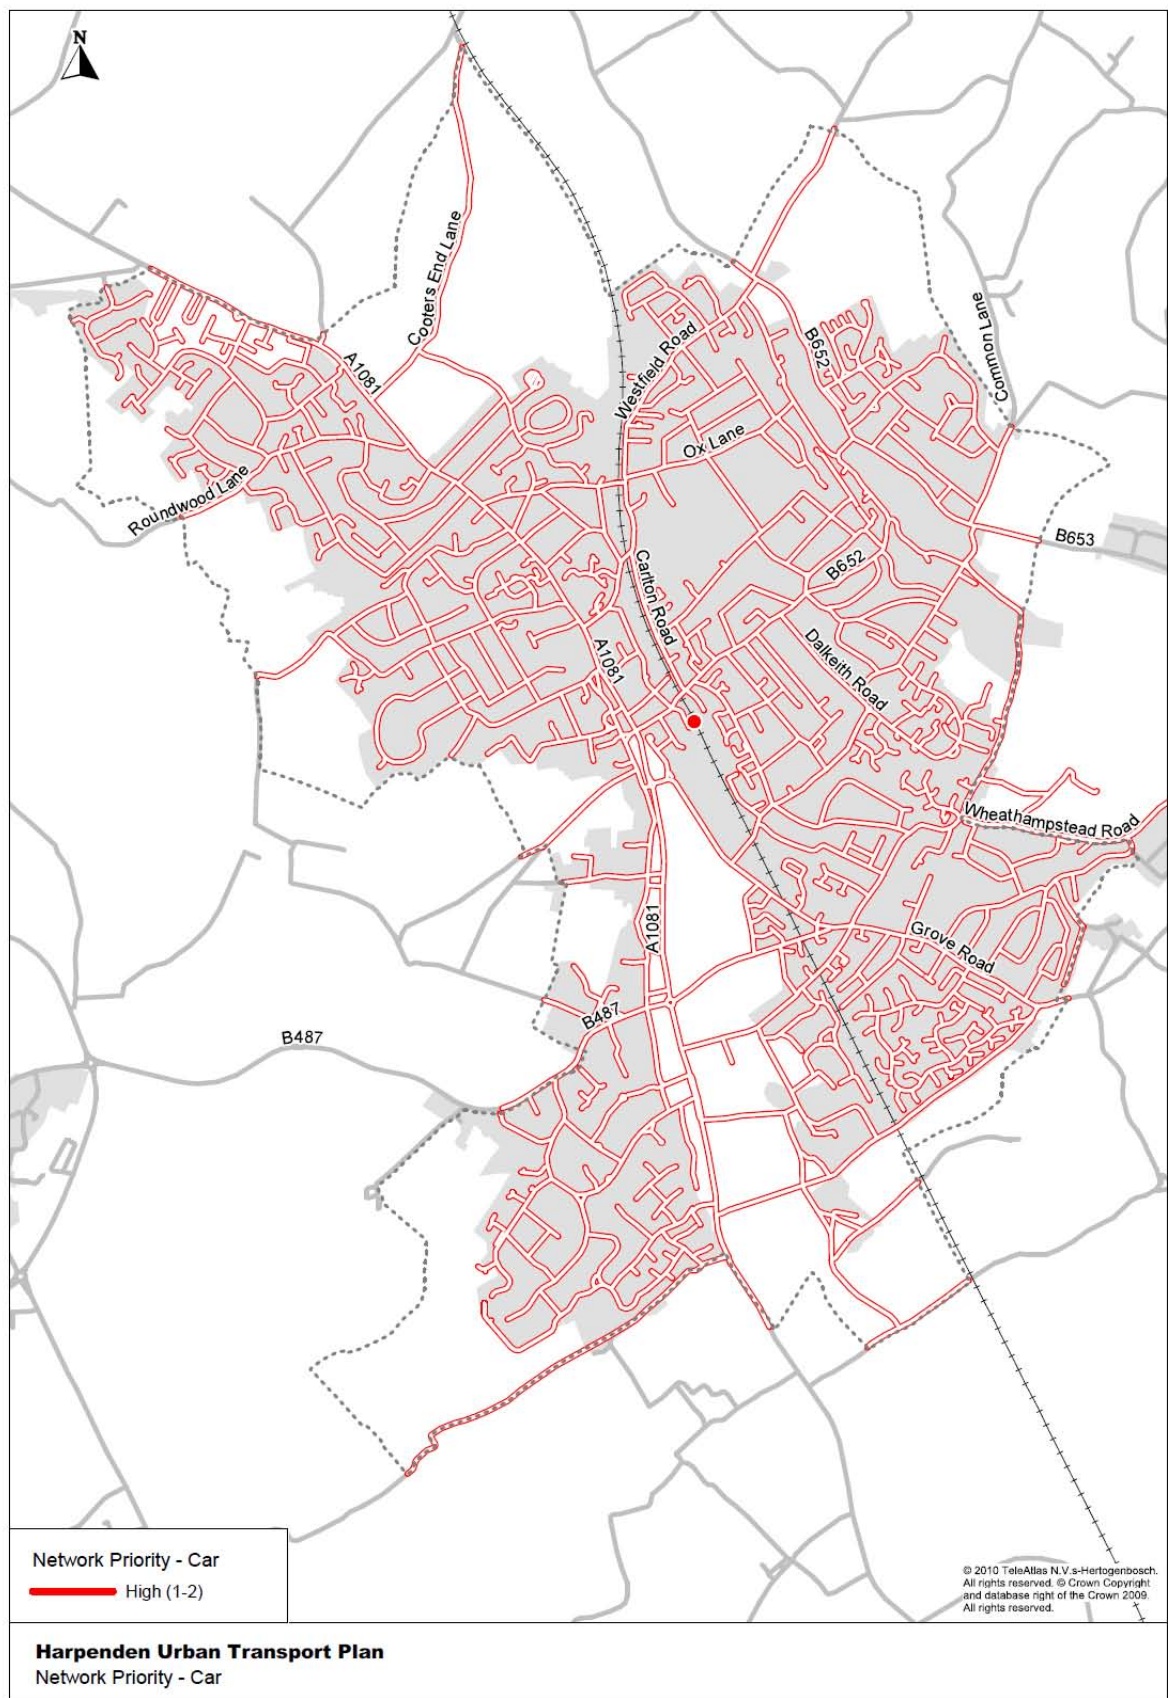 N
Cooters End Lane
A1081
Westfield Road
B652
Common Lane
Ox Lane
Roundwood Lane
B653
Carlton Road
B652
A1081
Dalkeith Road
Wheathampstead Road
A1081
Grove Road
B487
B487
Network Priority - Car
High (1-2)
© 2010 TeleAtlas N.V.s-Hertogenbosch.
All rights reserved. © Crown Copyright
and database right of the Crown 2009.
All rights reserved.
Harpenden Urban Transport Plan
Network Priority - Car